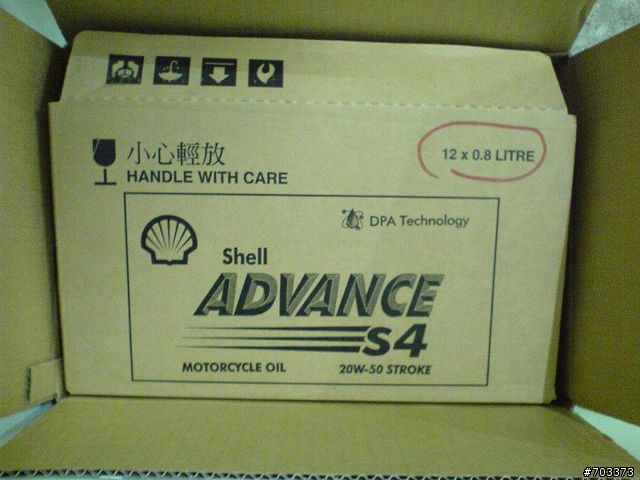 小心輕放
HANDLE WITH CARE
12 x 0.8 LITRE
DPA Technology
Shell
ADVANCE
S4
MOTORCYCLE OIL 20W-50 STROKE
#703373